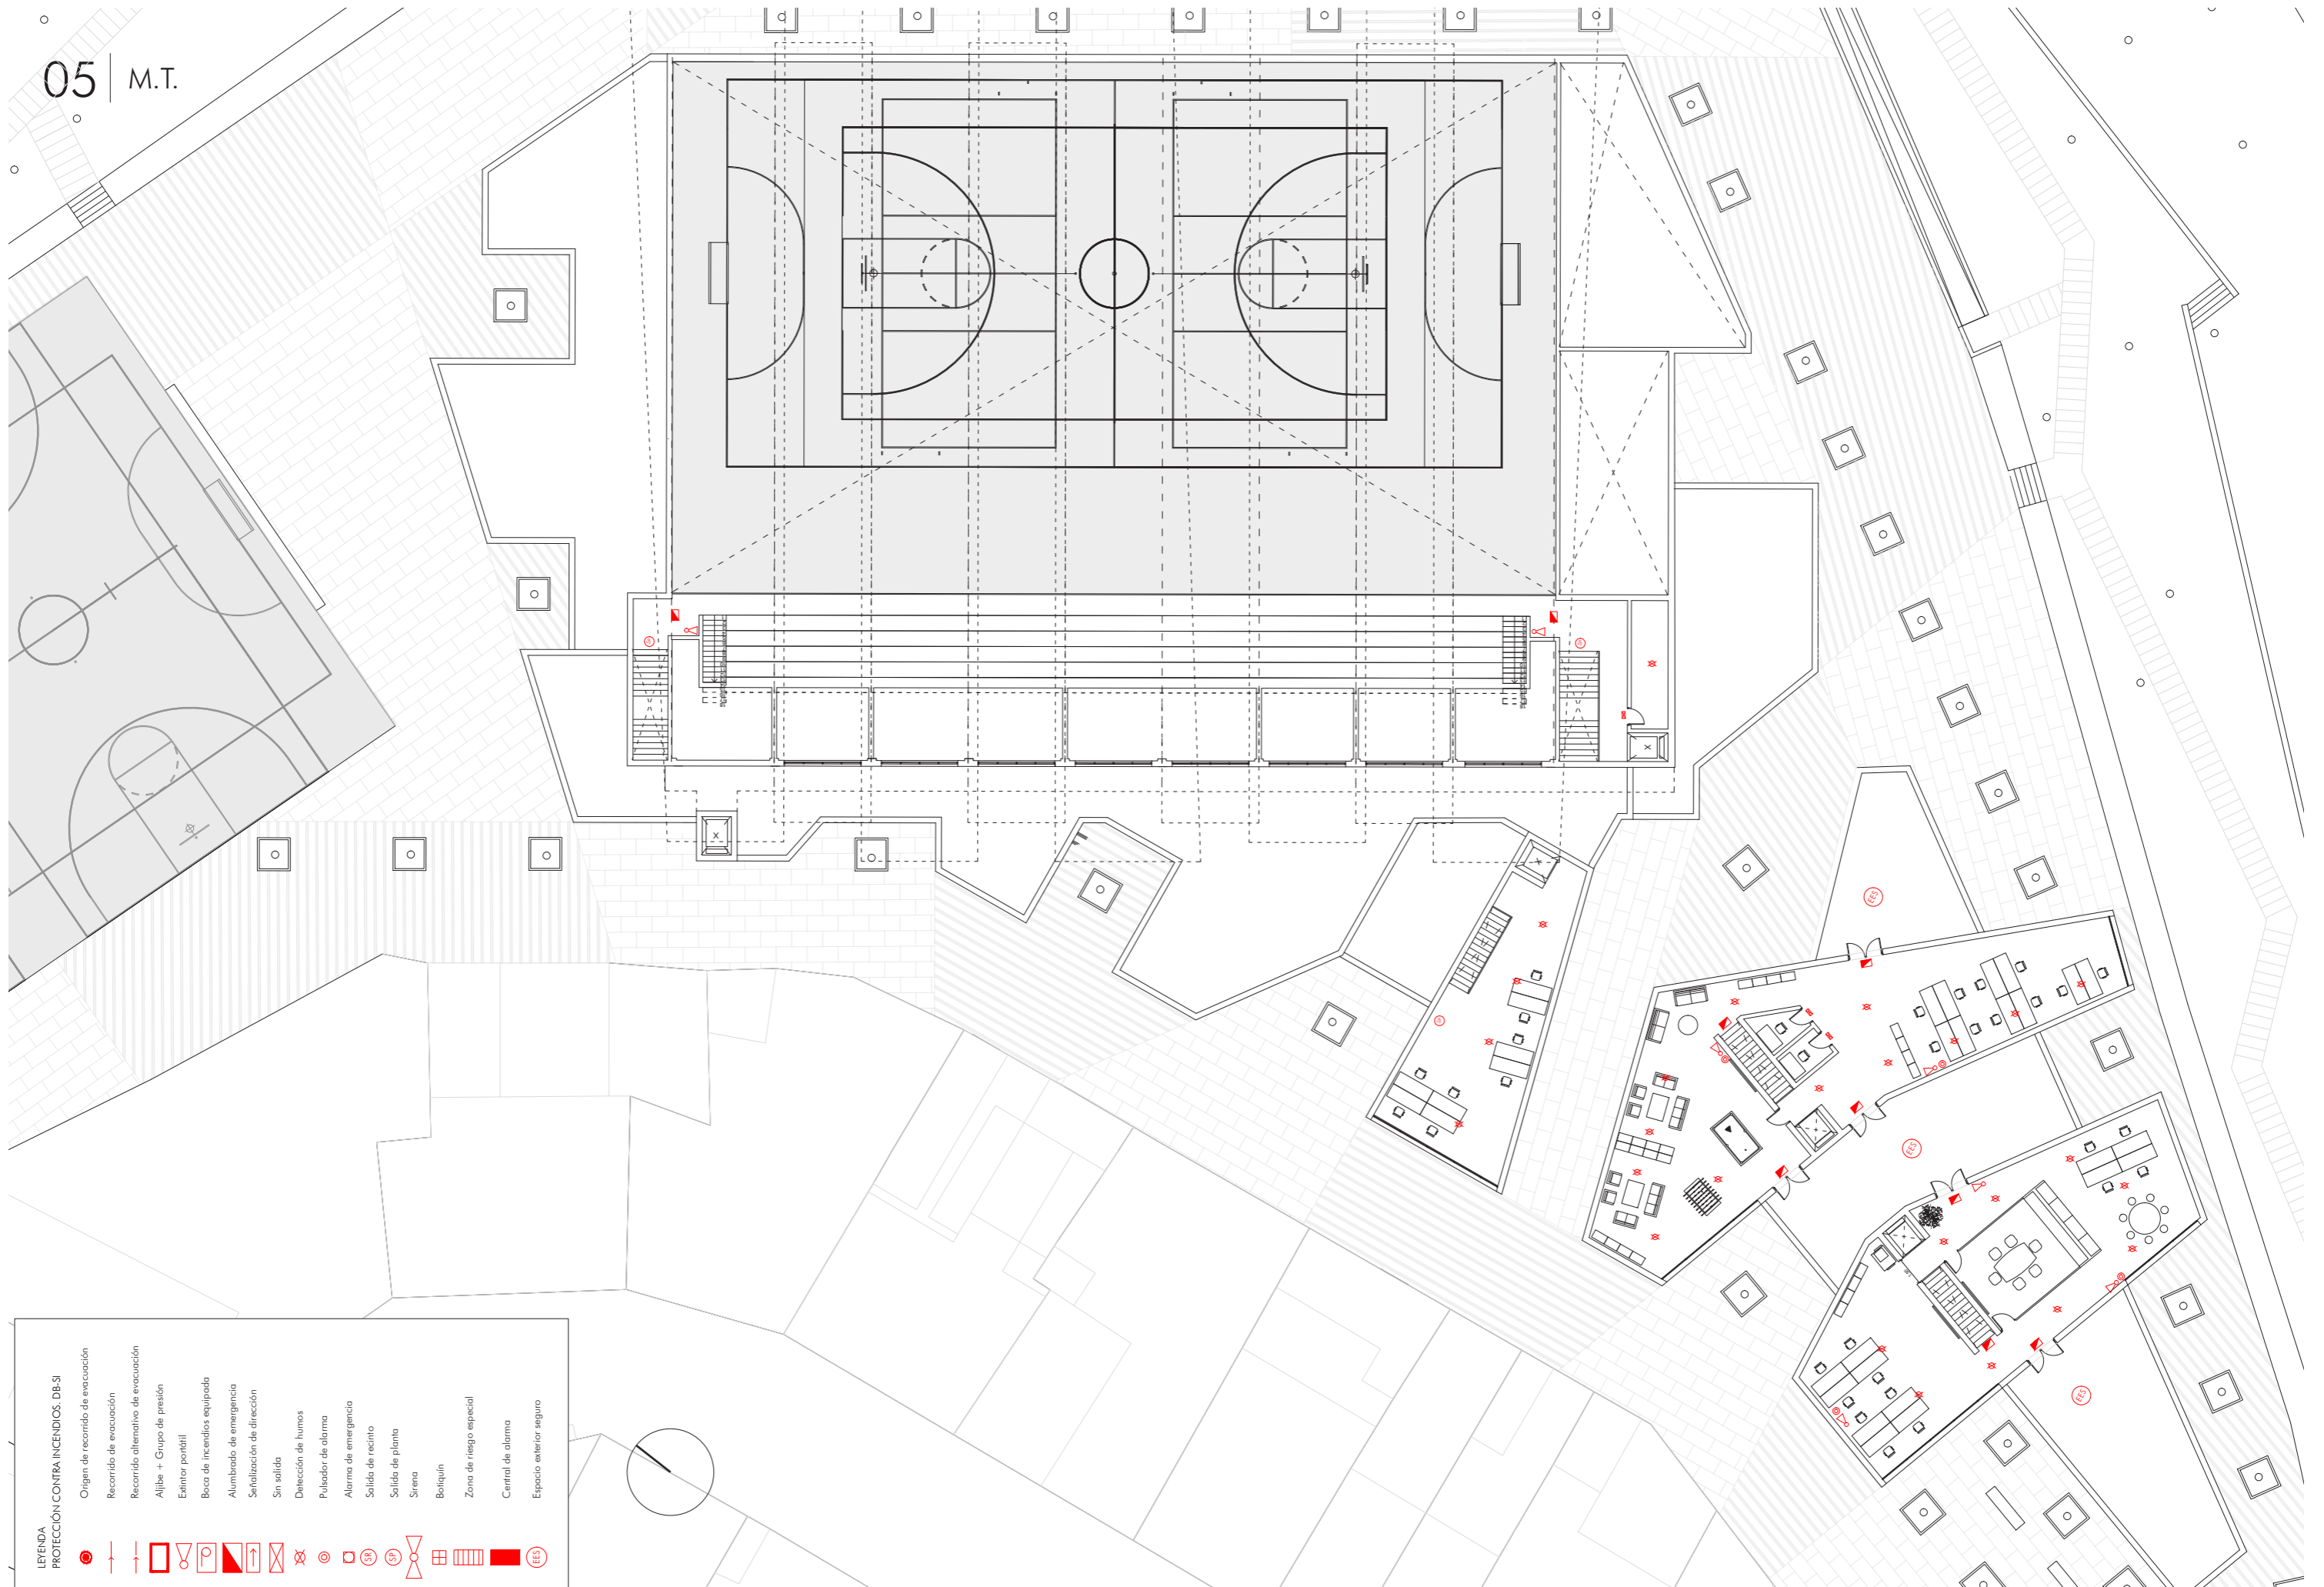 05 | M.T.
EES
EES
EES
LEYENDA
PROTECCIÓN CONTRA INCENDIOS. DB-SI
Origen de recorrido de evacuación
Recorrido de evacuación
Recorrido alternativo de evacuación
Aljibe + Grupo de presión
Extintor portátil
Boca de incendios equipada
Alumbrado de emergencia
Señalización de dirección
Sin salida
Detección de humos
Pulsador de alarma
Alarma de emergencia
SR Salida de recinto
SP Salida de planta
Sirena
Botiquín
Zona de riesgo especial
Central de alarma
EES Espacio exterior seguro